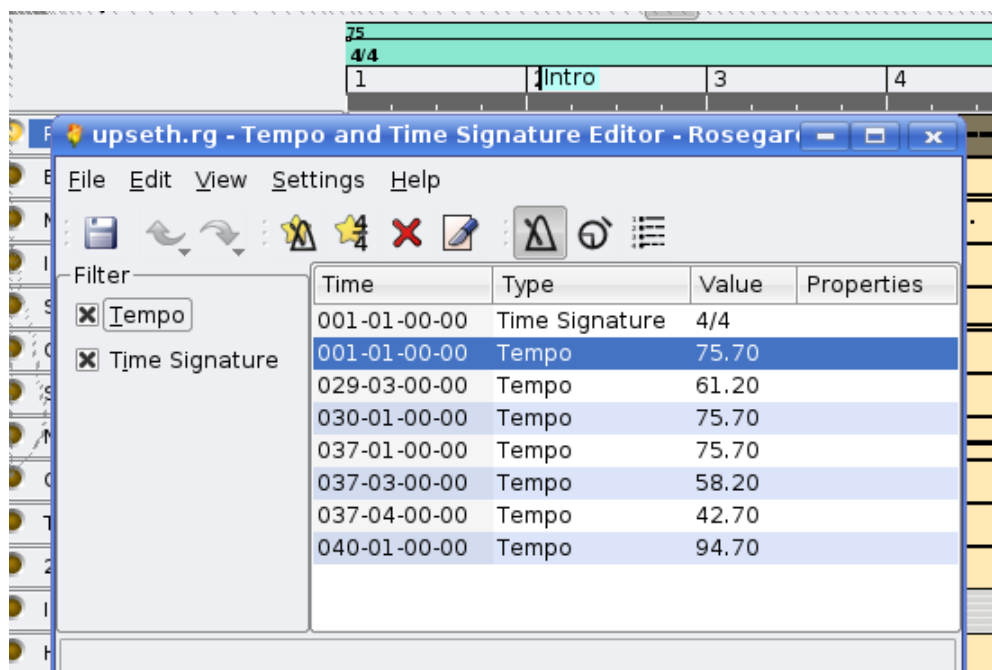 75
4/4
1 2 Intro 3 4
upseth.rg - Tempo and Time Signature Editor - Rosegar
File Edit View Settings Help
Filter
Tempo
Time Signature
Time Type Value Properties
001-01-00-00 Time Signature 4/4
001-01-00-00 Tempo 75.70
029-03-00-00 Tempo 61.20
030-01-00-00 Tempo 75.70
037-01-00-00 Tempo 75.70
037-03-00-00 Tempo 58.20
037-04-00-00 Tempo 42.70
040-01-00-00 Tempo 94.70